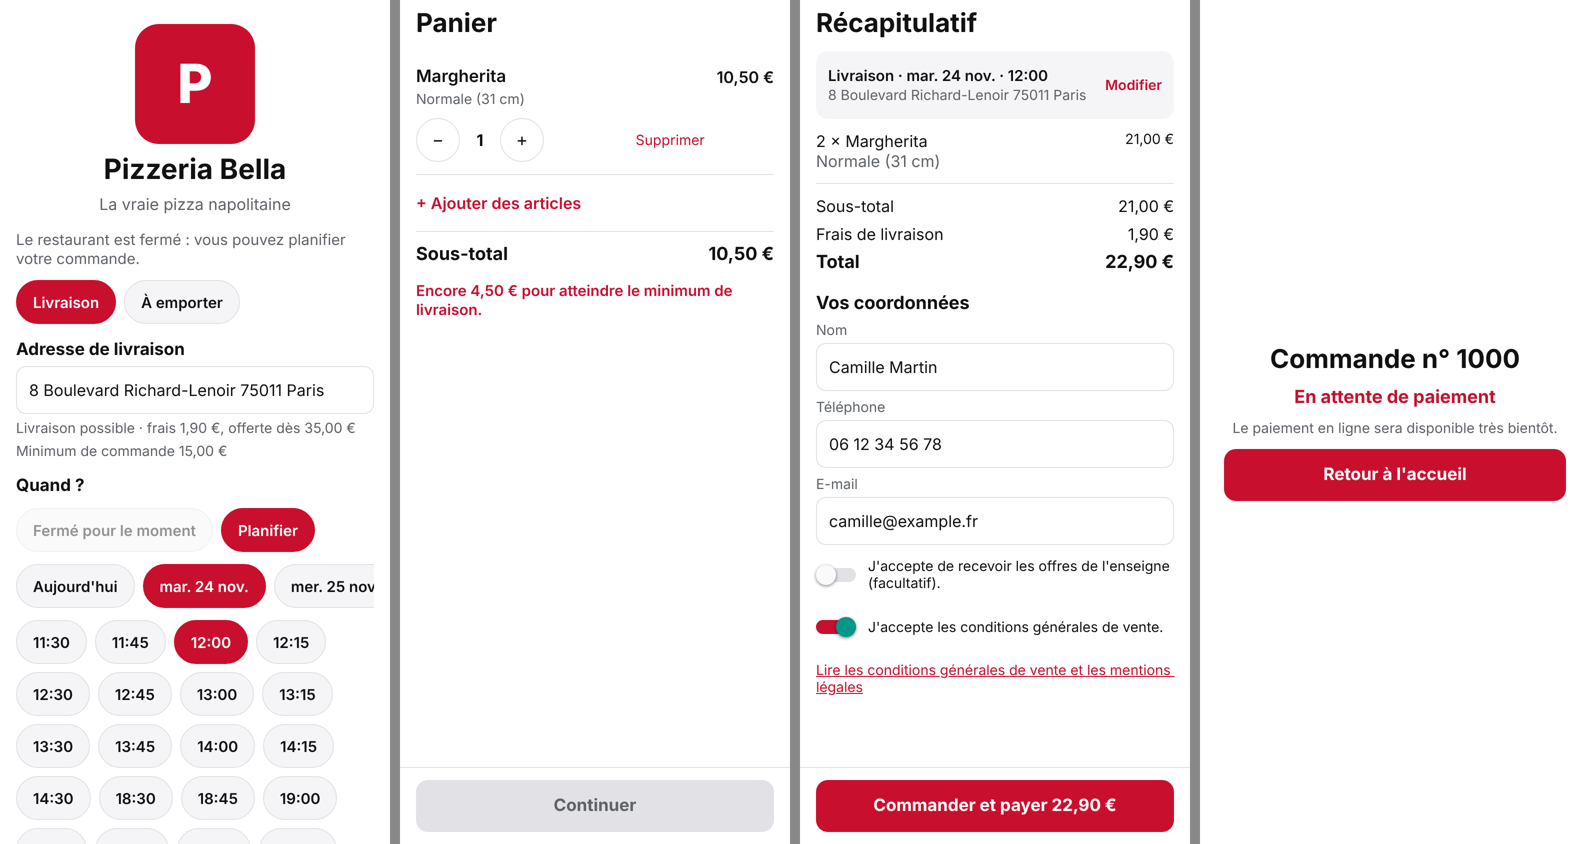 P
Pizzeria Bella
La vraie pizza napolitaine
Le restaurant est fermé : vous pouvez planifier
votre commande.
Livraison
À emporter
Adresse de livraison
8 Boulevard Richard-Lenoir 75011 Paris
Livraison possible · frais 1,90 €, offerte dès 35,00 €
Minimum de commande 15,00 €
Quand ?
Fermé pour le moment
Planifier
Aujourd'hui
mar. 24 nov.
mer. 25 nov
11:30
11:45
12:00
12:15
12:30
12:45
13:00
13:15
13:30
13:45
14:00
14:15
14:30
18:30
18:45
19:00
Panier
Margherita
10,50 €
Normale (31 cm)
−
1
+
Supprimer
+ Ajouter des articles
Sous-total
10,50 €
Encore 4,50 € pour atteindre le minimum de
livraison.
Continuer
Récapitulatif
Livraison · mar. 24 nov. · 12:00
8 Boulevard Richard-Lenoir 75011 Paris
Modifier
2 × Margherita
21,00 €
Normale (31 cm)
Sous-total
21,00 €
Frais de livraison
1,90 €
Total
22,90 €
Vos coordonnées
Nom
Camille Martin
Téléphone
06 12 34 56 78
E-mail
camille@example.fr
J'accepte de recevoir les offres de l'enseigne
(facultatif).
J'accepte les conditions générales de vente.
Lire les conditions générales de vente et les mentions
légales
Commander et payer 22,90 €
Commande n° 1000
En attente de paiement
Le paiement en ligne sera disponible très bientôt.
Retour à l'accueil